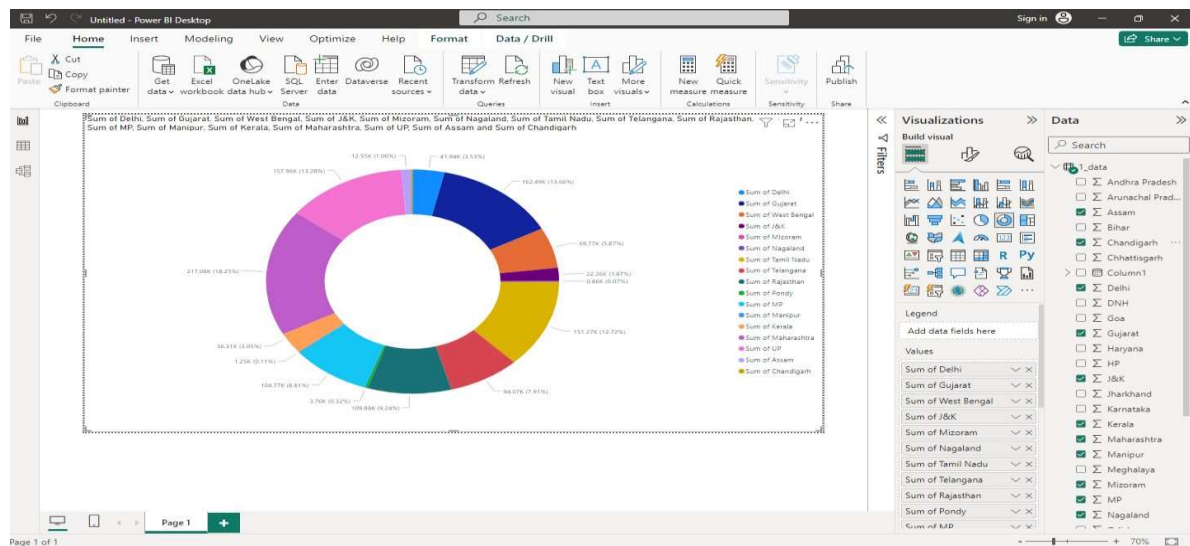 Untitled - Power BI Desktop
Search
Sign in
File Home Insert Modeling View Optimize Help Format Data / Drill
Share
Paste
Cut
Copy
Format painter
Get data
Excel workbook
OneLake data hub
SQL Server
Enter data
Dataverse
Recent sources
Transform data
Refresh
New visual
Text box
More visuals
New measure
Quick measure
Sensitivity
Publish
Clipboard Data Queries Insert Calculations Sensitivity Share
Sum of Delhi, Sum of Gujarat, Sum of West Bengal, Sum of J&K, Sum of Mizoram, Sum of Nagaland, Sum of Tamil Nadu, Sum of Telangana, Sum of Rajasthan,
Sum of MP, Sum of Manipur, Sum of Kerala, Sum of Maharashtra, Sum of UP, Sum of Assam and Sum of Chandigarh
12.55K (1.06%)
41.94K (3.53%)
157.96K (13.28%)
162.49K (13.66%)
69.77K (5.87%)
217.08K (18.25%)
22.26K (1.87%)
0.86K (0.07%)
151.27K (12.72%)
36.31K (3.05%)
1.25K (0.11%)
104.77K (8.81%)
94.07K (7.91%)
3.70K (0.32%)
109.88K (9.24%)
Sum of Delhi
Sum of Gujarat
Sum of West Bengal
Sum of J&K
Sum of Mizoram
Sum of Nagaland
Sum of Tamil Nadu
Sum of Telangana
Sum of Rajasthan
Sum of Pondy
Sum of MP
Sum of Manipur
Sum of Kerala
Sum of Maharashtra
Sum of UP
Sum of Assam
Sum of Chandigarh
Filters
Visualizations
Build visual
R Py
Legend
Add data fields here
Values
Sum of Delhi
Sum of Gujarat
Sum of West Bengal
Sum of J&K
Sum of Mizoram
Sum of Nagaland
Sum of Tamil Nadu
Sum of Telangana
Sum of Rajasthan
Sum of Pondy
Sum of MP
Data
Search
1_data
Andhra Pradesh
Arunachal Prad...
Assam
Bihar
Chandigarh
Chhattisgarh
Column1
Delhi
DNH
Goa
Gujarat
Haryana
HP
J&K
Jharkhand
Karnataka
Kerala
Maharashtra
Manipur
Meghalaya
Mizoram
MP
Nagaland
Page 1
Page 1 of 1
70%